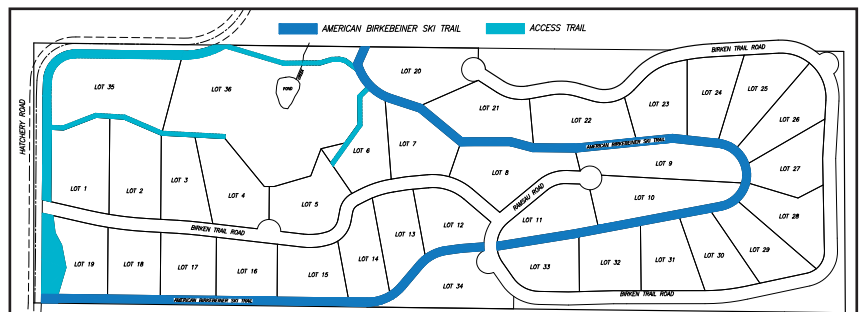 AMERICAN BIRKEBEINER SKI TRAIL
ACCESS TRAIL
HATCHERY ROAD
BIRKEN TRAIL ROAD
LOT 35
LOT 36
POND
LOT 20
LOT 21
LOT 22
LOT 23
LOT 24
LOT 25
LOT 26
LOT 6
LOT 7
AMERICAN BIRKEBEINER SKI TRAIL
LOT 8
LOT 9
LOT 27
LOT 1
LOT 2
LOT 3
LOT 4
LOT 5
RAMSAU ROAD
LOT 10
LOT 11
LOT 12
LOT 13
LOT 28
BIRKEN TRAIL ROAD
LOT 19
LOT 18
LOT 17
LOT 16
LOT 15
LOT 14
LOT 34
LOT 33
LOT 32
LOT 31
LOT 30
LOT 29
AMERICAN BIRKEBEINER SKI TRAIL
BIRKEN TRAIL ROAD